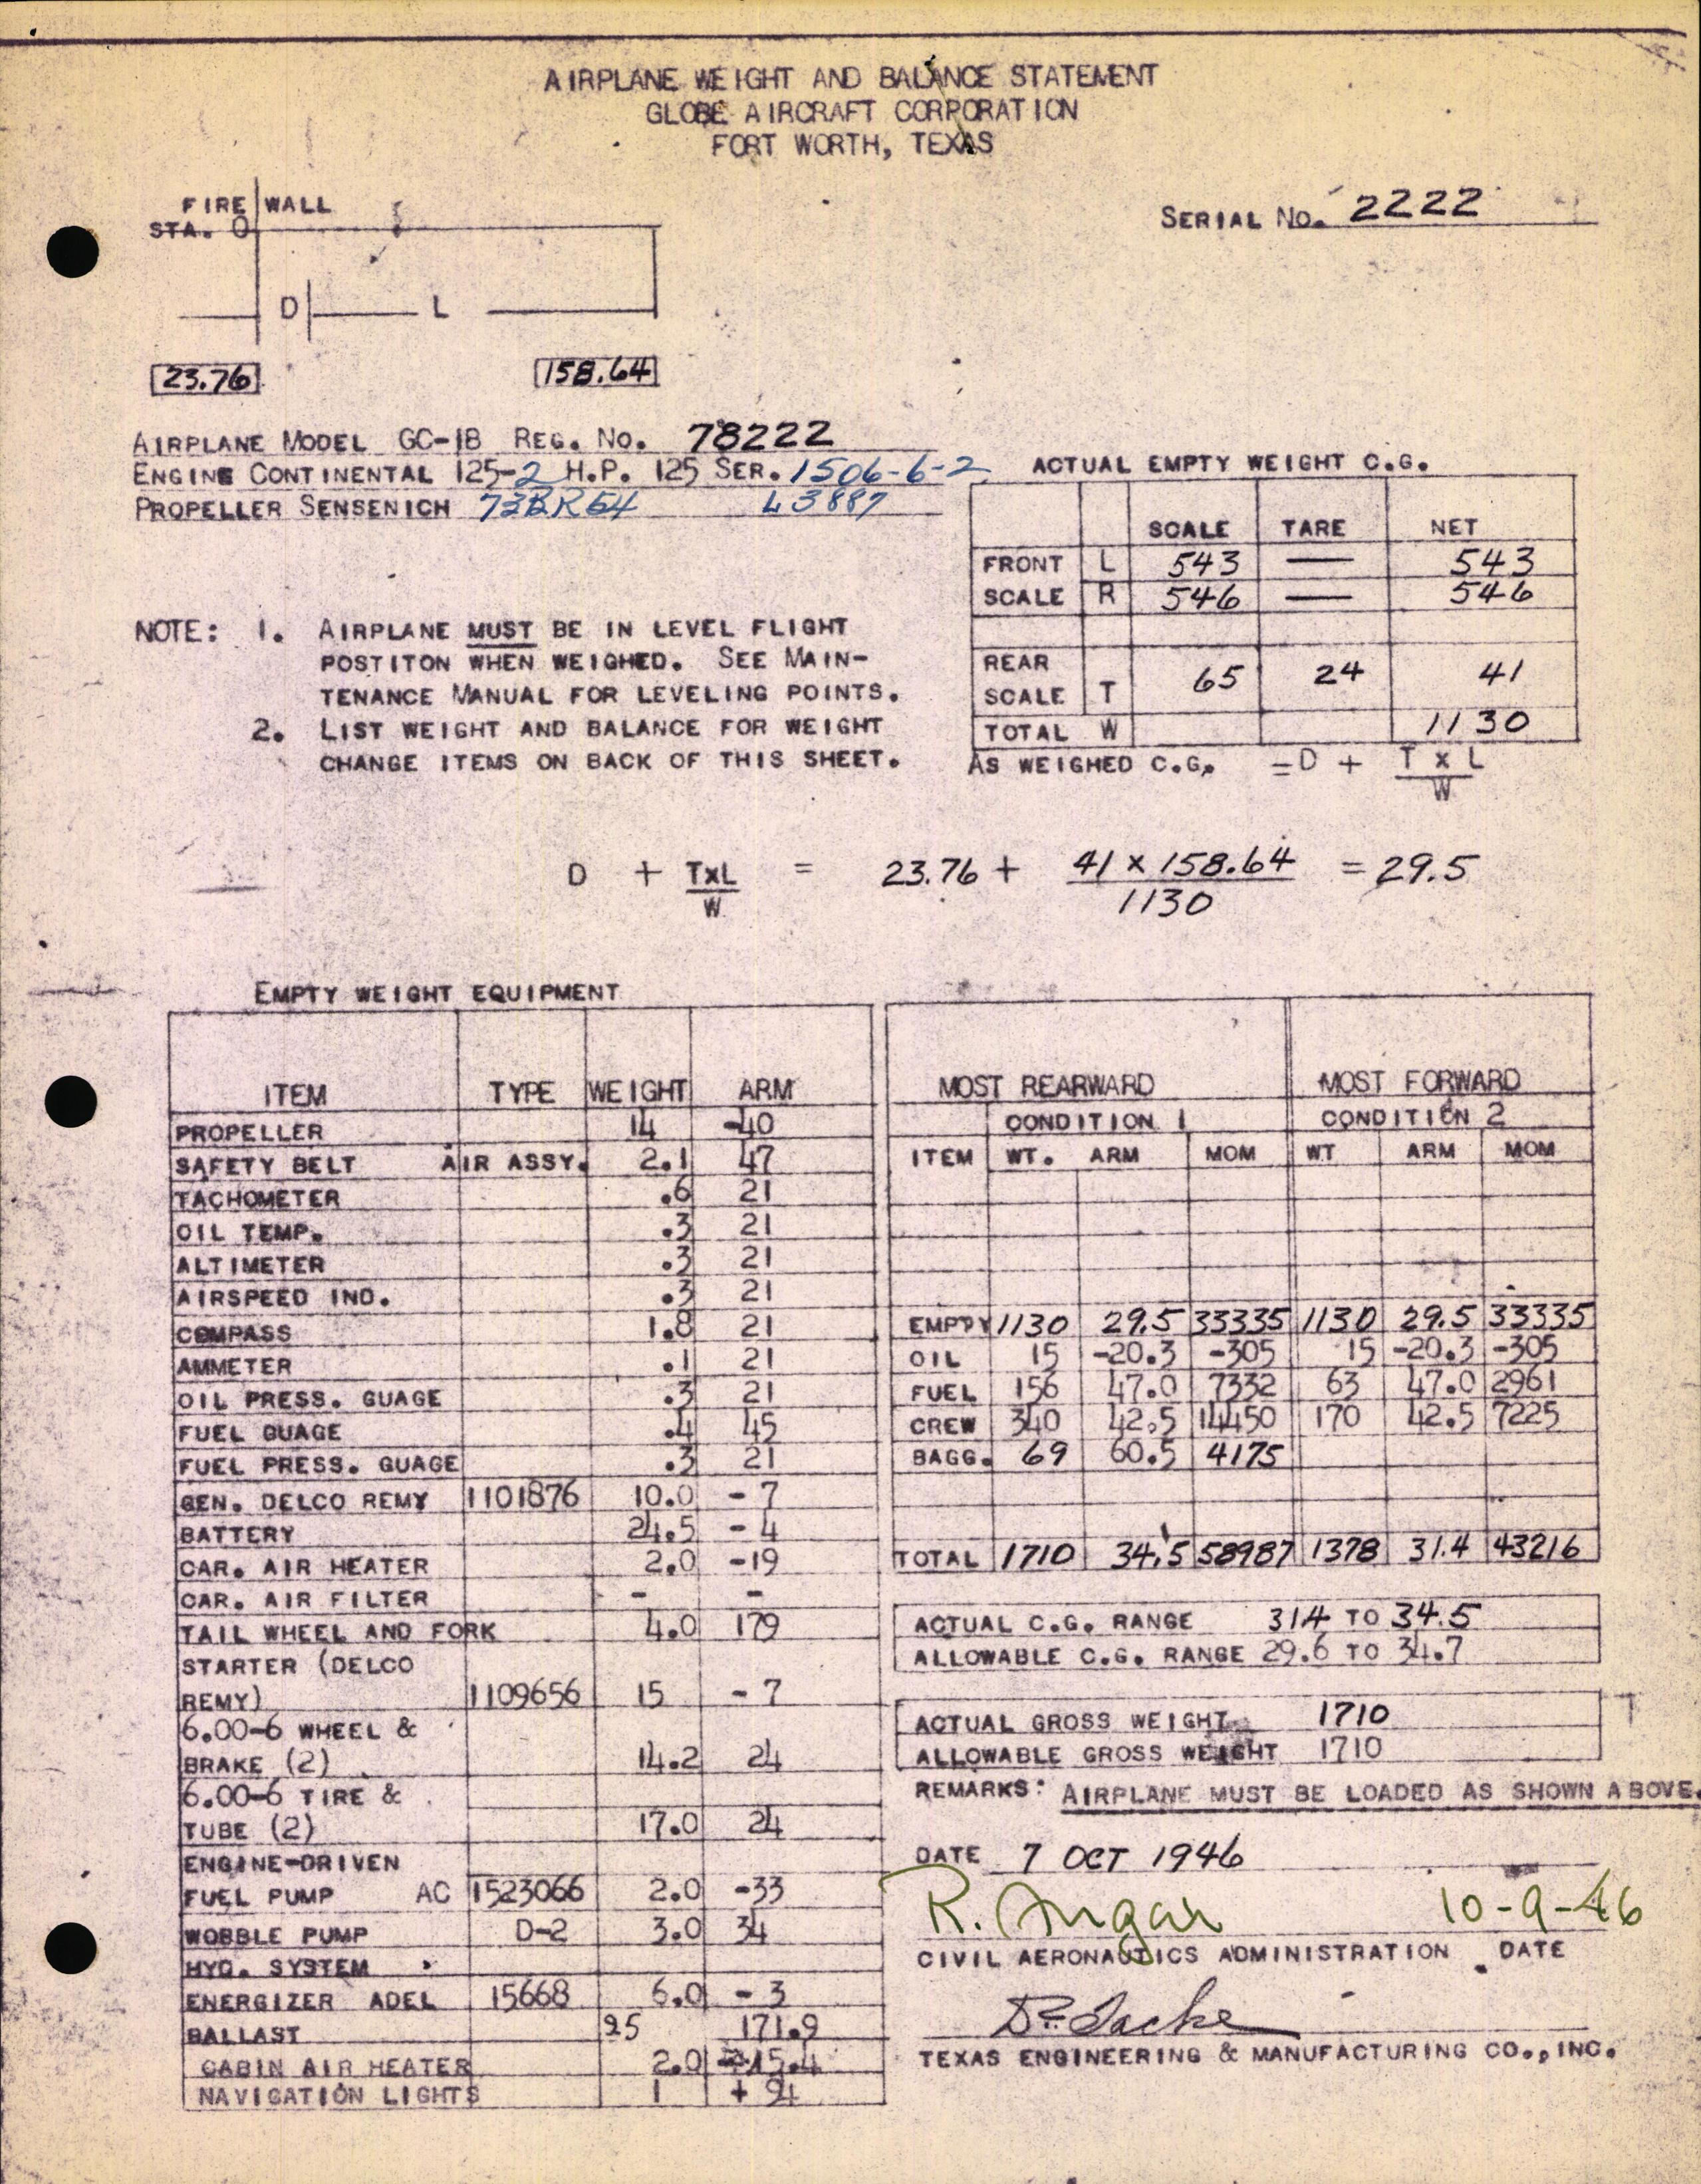 AIRPLANE WEIGHT AND BALANCE STATEMENT
GLOBE AIRCRAFT CORPORATION
FORT WORTH, TEXAS
FIRE WALL
STA. 0
SERIAL NO. 2222
D L
23.76 158.64
AIRPLANE MODEL GC-1B REG. NO. 78222
ENGINE CONTINENTAL 125-2 H.P. 125 SER. 1506-6-2
PROPELLER SENSENICH 73BR54 L3887
ACTUAL EMPTY WEIGHT C.G.
SCALE TARE NET
FRONT L 543 — 543
SCALE R 546 — 546
REAR
SCALE T 65 24 41
TOTAL W 1130
AS WEIGHED C.G. = D + T x L
W
NOTE: 1. AIRPLANE MUST BE IN LEVEL FLIGHT
POSTITON WHEN WEIGHED. SEE MAIN-
TENANCE MANUAL FOR LEVELING POINTS.
2. LIST WEIGHT AND BALANCE FOR WEIGHT
CHANGE ITEMS ON BACK OF THIS SHEET.
D + TxL = 23.76 + 41 x 158.64 = 29.5
W 1130
EMPTY WEIGHT EQUIPMENT
ITEM TYPE WEIGHT ARM
PROPELLER 14 -40
SAFETY BELT AIR ASSY. 2.1 47
TACHOMETER .6 21
OIL TEMP. .3 21
ALTIMETER .3 21
AIRSPEED IND. .3 21
COMPASS 1.8 21
AMMETER .1 21
OIL PRESS. GUAGE .3 21
FUEL GUAGE .4 45
FUEL PRESS. GUAGE .3 21
GEN. DELCO REMY 1101876 10.0 - 7
BATTERY 24.5 - 4
CAR. AIR HEATER 2.0 -19
CAR. AIR FILTER - -
TAIL WHEEL AND FORK 4.0 179
STARTER (DELCO
REMY) 1109656 15 - 7
6.00-6 WHEEL &
BRAKE (2) 14.2 24
6.00-6 TIRE &
TUBE (2) 17.0 24
ENGINE-DRIVEN
FUEL PUMP AC 1523066 2.0 -33
WOBBLE PUMP D-2 3.0 34
HYD. SYSTEM
ENERGIZER ADEL 15668 6.0 - 3
BALLAST 25 171.9
CABIN AIR HEATER 2.0 -15.4
NAVIGATION LIGHTS 1 + 94
MOST REARWARD MOST FORWARD
CONDITION 1 CONDITION 2
ITEM WT. ARM MOM WT ARM MOM
EMPTY 1130 29.5 33335 1130 29.5 33335
OIL 15 -20.3 -305 15 -20.3 -305
FUEL 156 47.0 7332 63 47.0 2961
CREW 340 42.5 14450 170 42.5 7225
BAGG. 69 60.5 4175
TOTAL 1710 34.5 58987 1378 31.4 43216
ACTUAL C.G. RANGE 31.4 TO 34.5
ALLOWABLE C.G. RANGE 29.6 TO 34.7
ACTUAL GROSS WEIGHT 1710
ALLOWABLE GROSS WEIGHT 1710
REMARKS: AIRPLANE MUST BE LOADED AS SHOWN ABOVE.
DATE 7 OCT 1946
R. 10-9-46
CIVIL AERONAUTICS ADMINISTRATION DATE
TEXAS ENGINEERING & MANUFACTURING CO., INC.